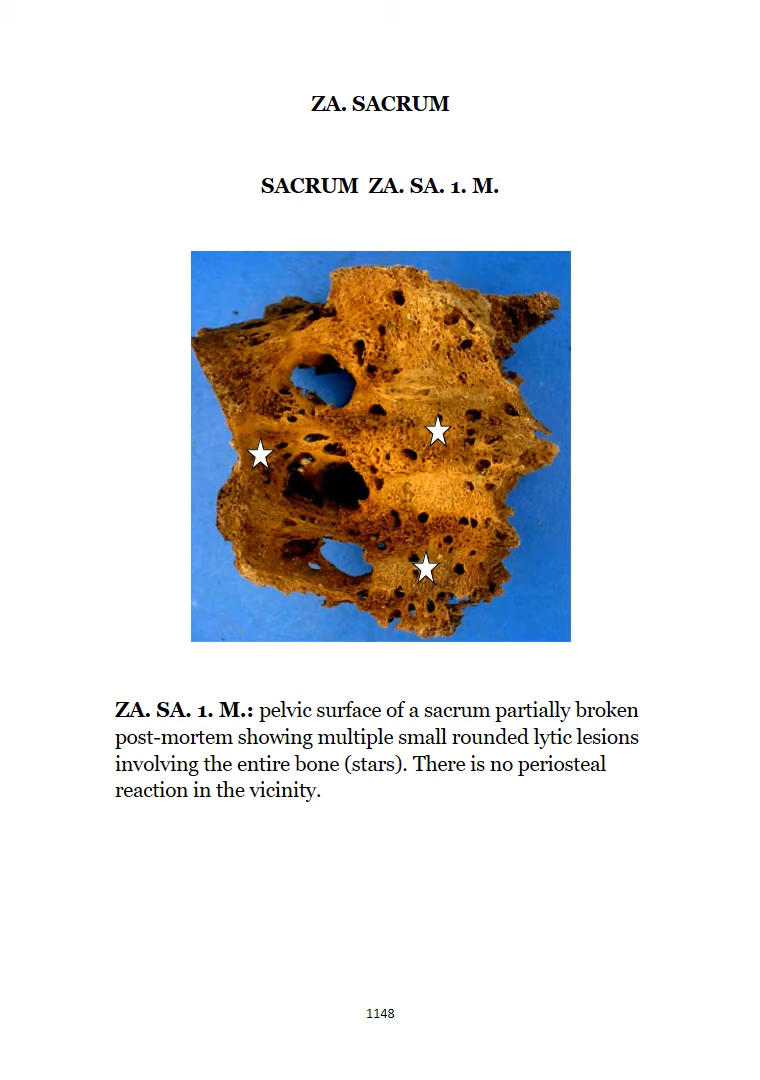 ZA. SACRUM
SACRUM ZA. SA. 1. M.
ZA. SA. 1. M.: pelvic surface of a sacrum partially broken
post-mortem showing multiple small rounded lytic lesions
involving the entire bone (stars). There is no periosteal
reaction in the vicinity.
1148